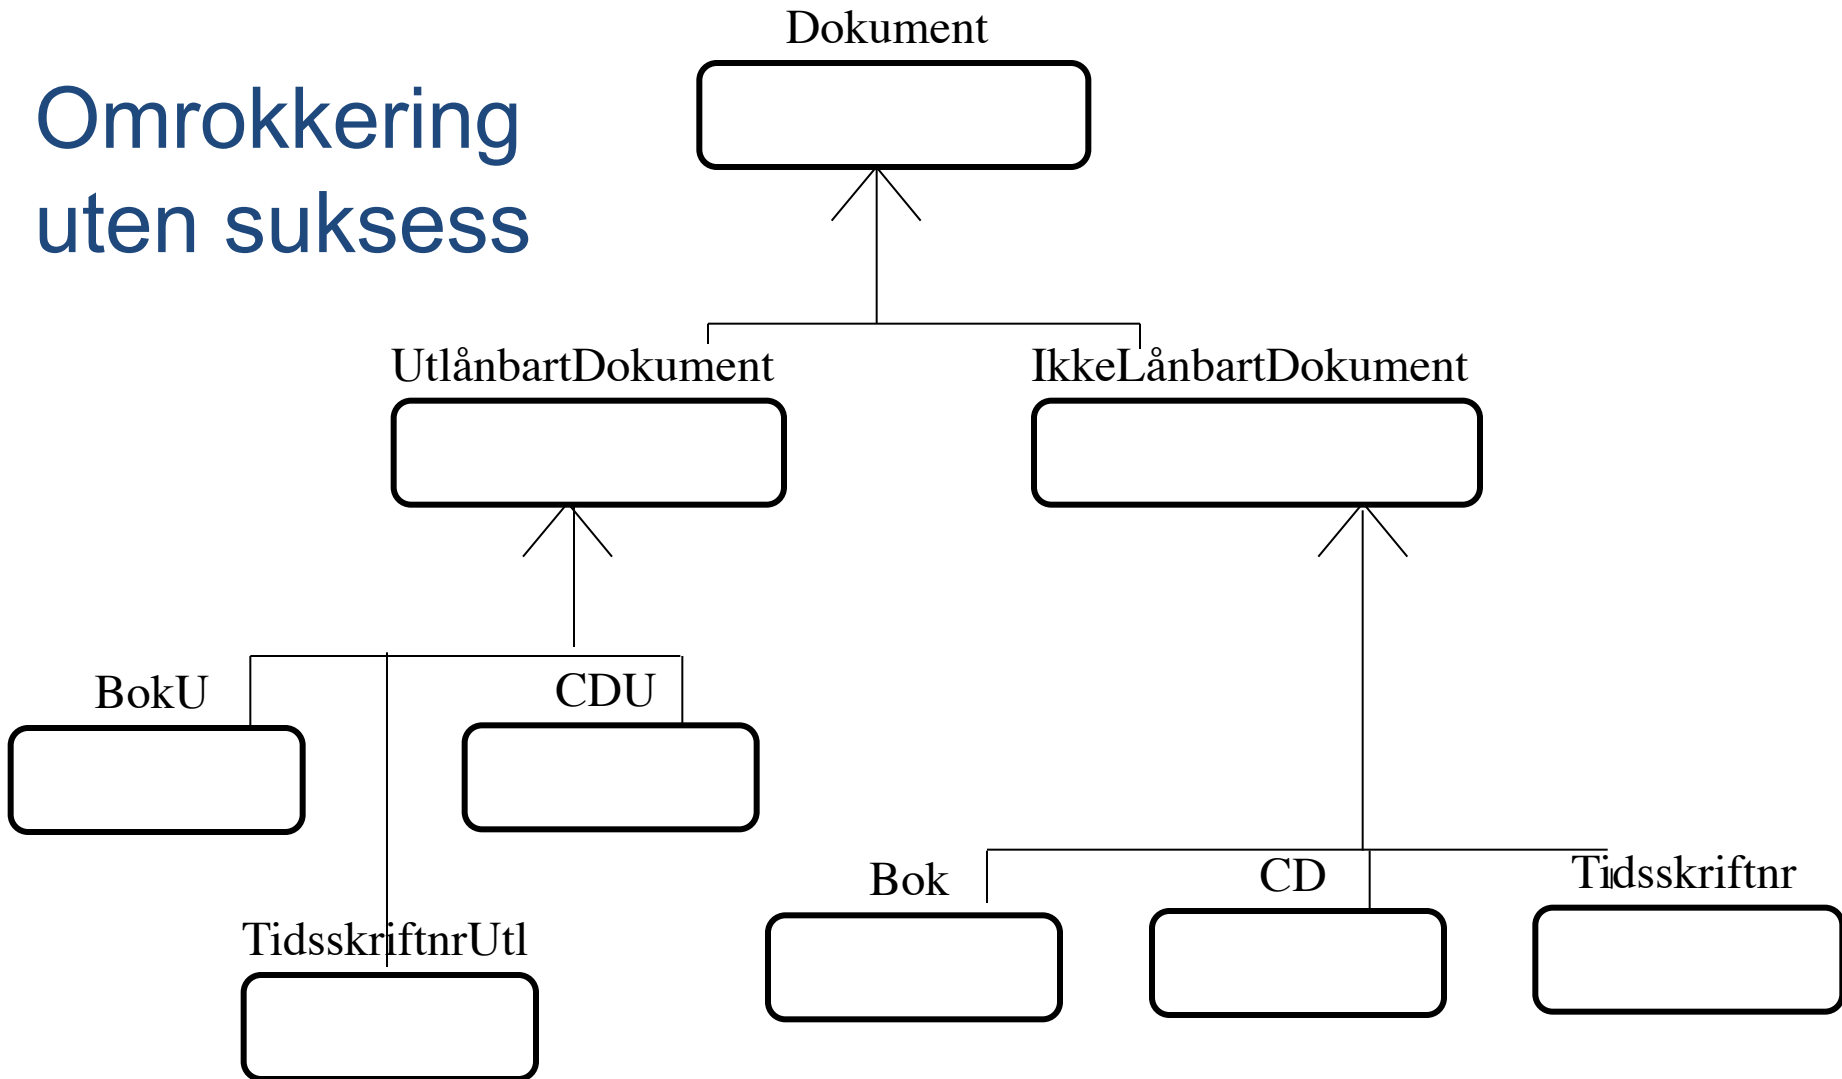 Dokument
Omrokkering
uten suksess
UtlånbartDokument
IkkeLånbartDokument
BokU
CDU
Bok
CD
Tidsskriftnr
TidsskriftnrUtl